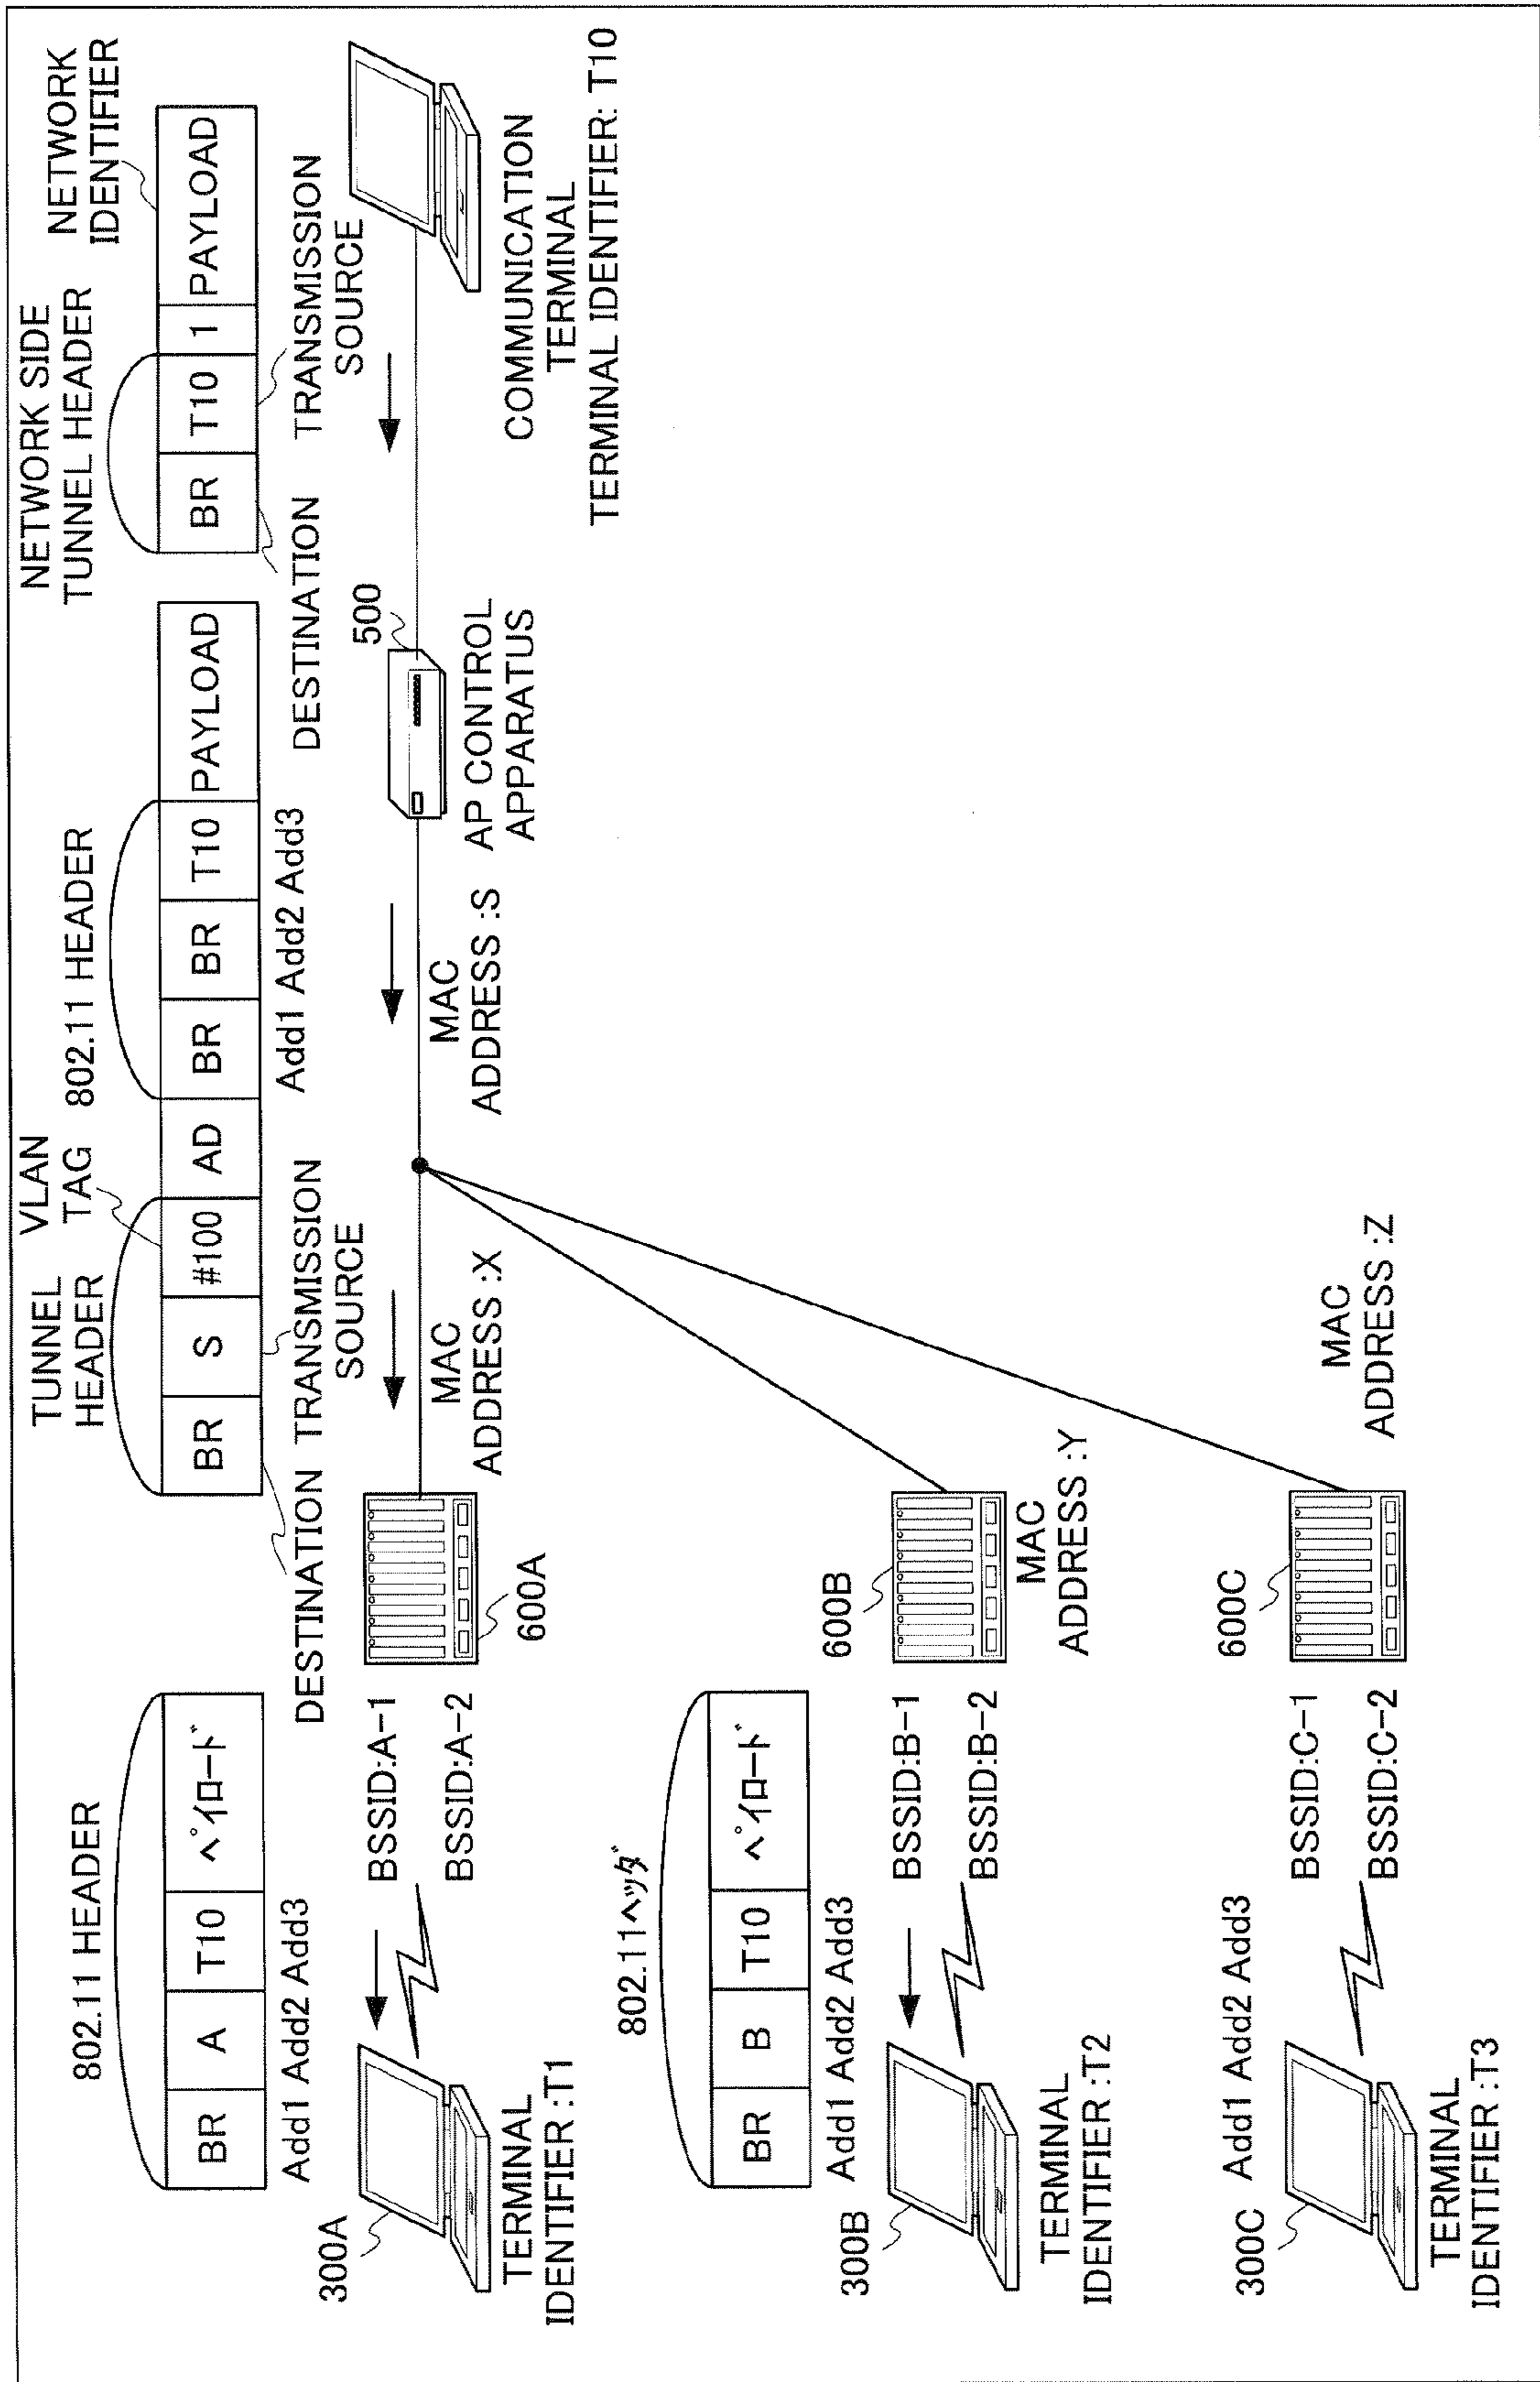 802.11 HEADER
BR A T10 ペイロード
Add1 Add2 Add3
TUNNEL
HEADER
VLAN
TAG
802.11 HEADER
BR S #100 AD BR BR T10 PAYLOAD
Add1 Add2 Add3
DESTINATION
TRANSMISSION
SOURCE
NETWORK SIDE
TUNNEL HEADER
NETWORK
IDENTIFIER
BR T10 1 PAYLOAD
DESTINATION
TRANSMISSION
SOURCE
300A
TERMINAL
IDENTIFIER :T1
BSSID:A-1
BSSID:A-2
600A
MAC
ADDRESS :X
MAC
ADDRESS :S
500
AP CONTROL
APPARATUS
COMMUNICATION
TERMINAL
TERMINAL IDENTIFIER: T10
802.11ヘッダ
BR B T10 ペイロード
Add1 Add2 Add3
300B
TERMINAL
IDENTIFIER :T2
BSSID:B-1
BSSID:B-2
600B
MAC
ADDRESS :Y
Add1 Add2 Add3
300C
TERMINAL
IDENTIFIER :T3
BSSID:C-1
BSSID:C-2
600C
MAC
ADDRESS :Z